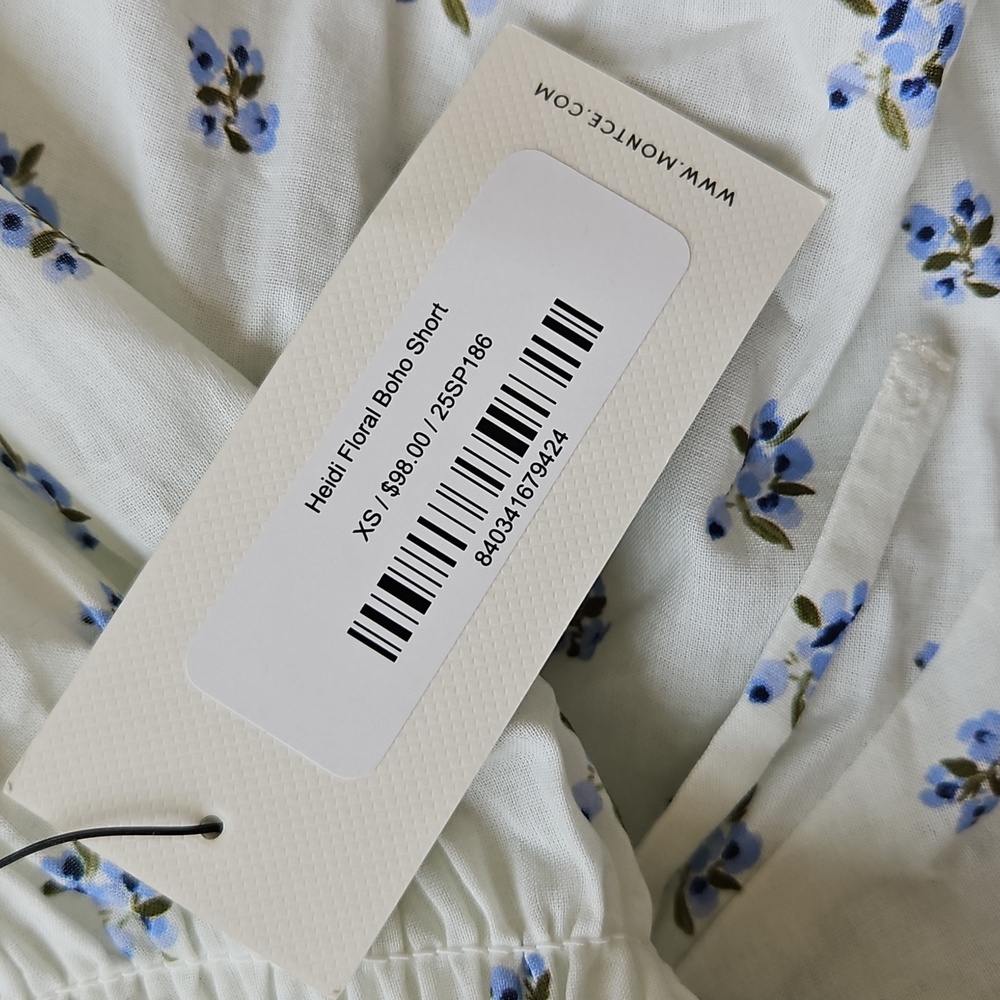 WWW.MONTCE.COM
Heidi Floral Boho Short
XS / $98.00 / 25SP186
840341679424